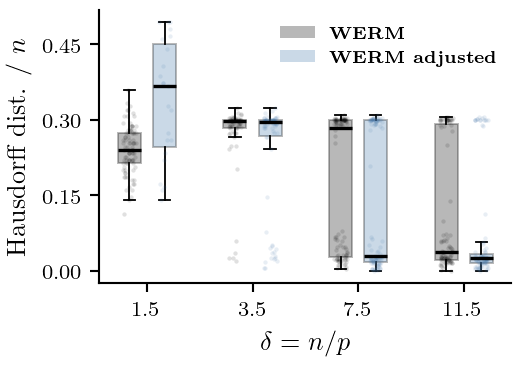 WERM
WERM adjusted
Hausdorff dist. / n
0.45
0.30
0.15
0.00
1.5 3.5 7.5 11.5
δ = n/p